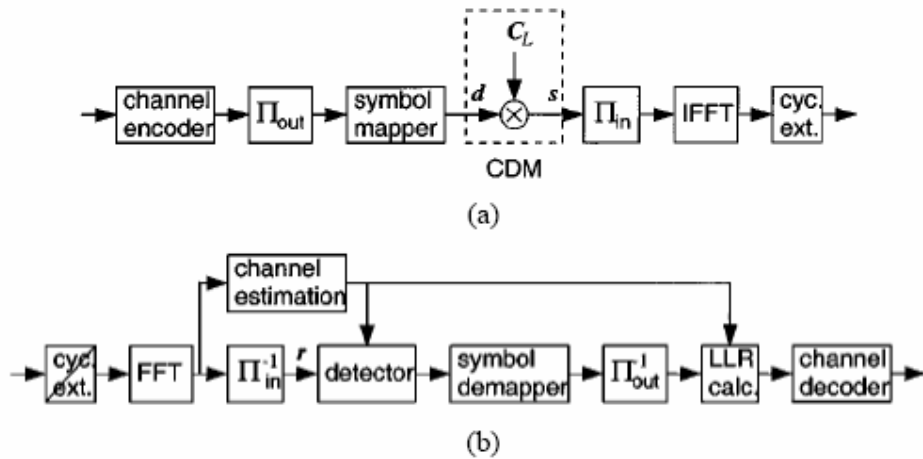 C_L
channel encoder
Π_out
symbol mapper
d
s
Π_in
IFFT
cyc. ext.
CDM
(a)
channel estimation
cyc. ext.
FFT
Π_in^-1
r
detector
symbol demapper
Π_out^-1
LLR calc.
channel decoder
(b)